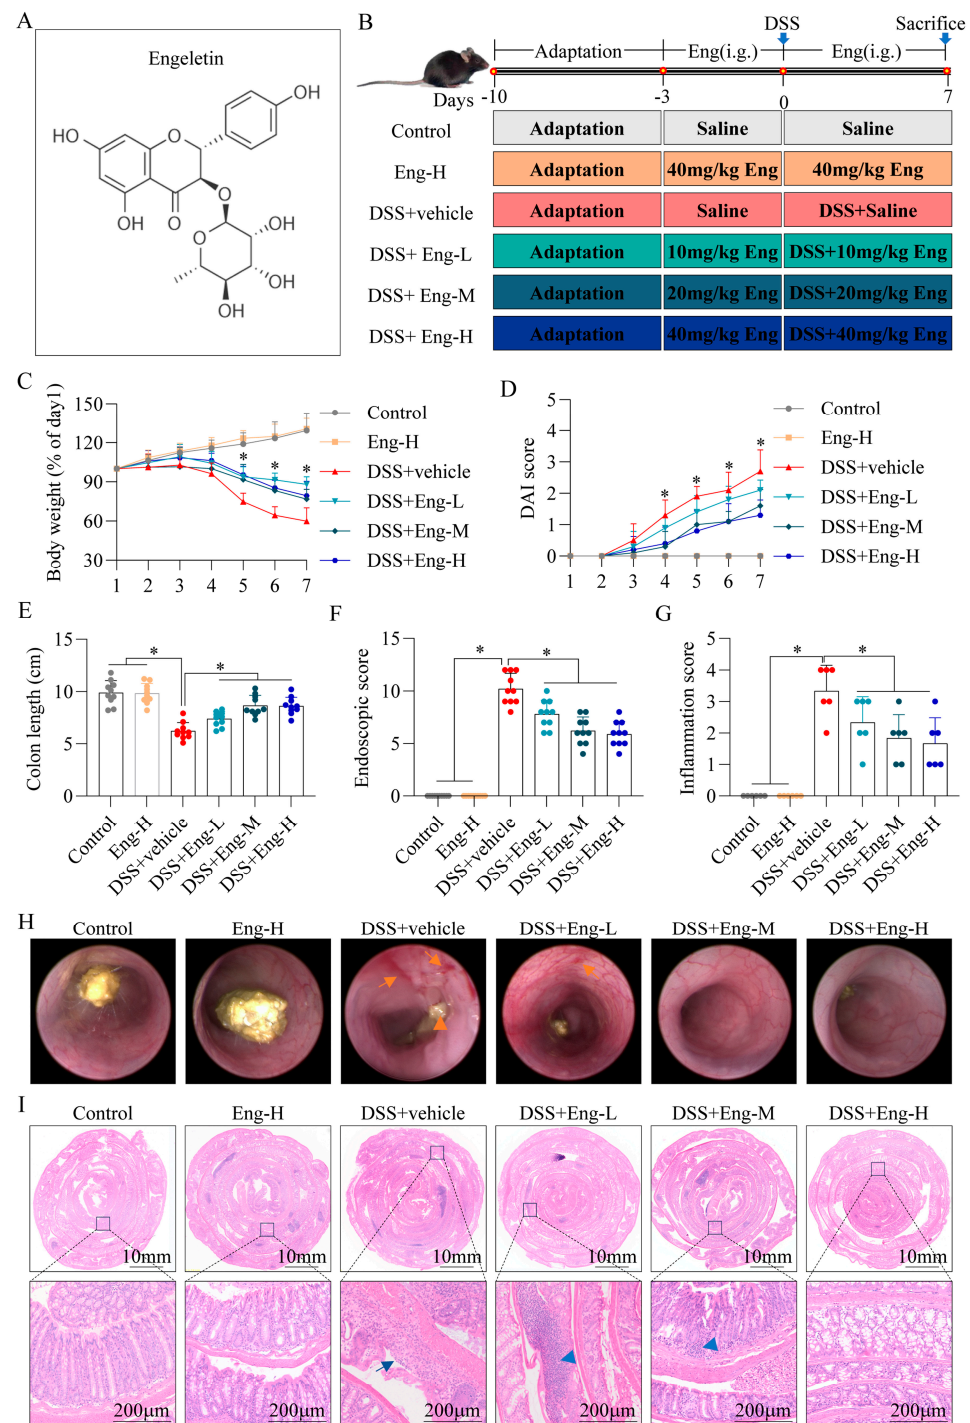 A
Engeletin
OH
HO
O
OH
O
O
O
OH
OH
OH
B
DSS
Sacrifice
Adaptation
Eng(i.g.)
Eng(i.g.)
Days
-10
-3
0
7
Control
Adaptation
Saline
Saline
Eng-H
Adaptation
40mg/kg Eng
40mg/kg Eng
DSS+vehicle
Adaptation
Saline
DSS+Saline
DSS+ Eng-L
Adaptation
10mg/kg Eng
DSS+10mg/kg Eng
DSS+ Eng-M
Adaptation
20mg/kg Eng
DSS+20mg/kg Eng
DSS+ Eng-H
Adaptation
40mg/kg Eng
DSS+40mg/kg Eng
C
Body weight (% of day1)
150
120
90
60
30
1 2 3 4 5 6 7
* * *
Control
Eng-H
DSS+vehicle
DSS+Eng-L
DSS+Eng-M
DSS+Eng-H
D
DAI score
5
4
3
2
1
0
1 2 3 4 5 6 7
* * * *
Control
Eng-H
DSS+vehicle
DSS+Eng-L
DSS+Eng-M
DSS+Eng-H
E
Colon length (cm)
15
10
5
0
* *
Control
Eng-H
DSS+vehicle
DSS+Eng-L
DSS+Eng-M
DSS+Eng-H
F
Endoscopic score
15
10
5
0
* *
Control
Eng-H
DSS+vehicle
DSS+Eng-L
DSS+Eng-M
DSS+Eng-H
G
Inflammation score
5
4
3
2
1
0
* *
Control
Eng-H
DSS+vehicle
DSS+Eng-L
DSS+Eng-M
DSS+Eng-H
H
Control
Eng-H
DSS+vehicle
DSS+Eng-L
DSS+Eng-M
DSS+Eng-H
I
Control
Eng-H
DSS+vehicle
DSS+Eng-L
DSS+Eng-M
DSS+Eng-H
10mm
10mm
10mm
10mm
10mm
10mm
200μm
200μm
200μm
200μm
200μm
200μm